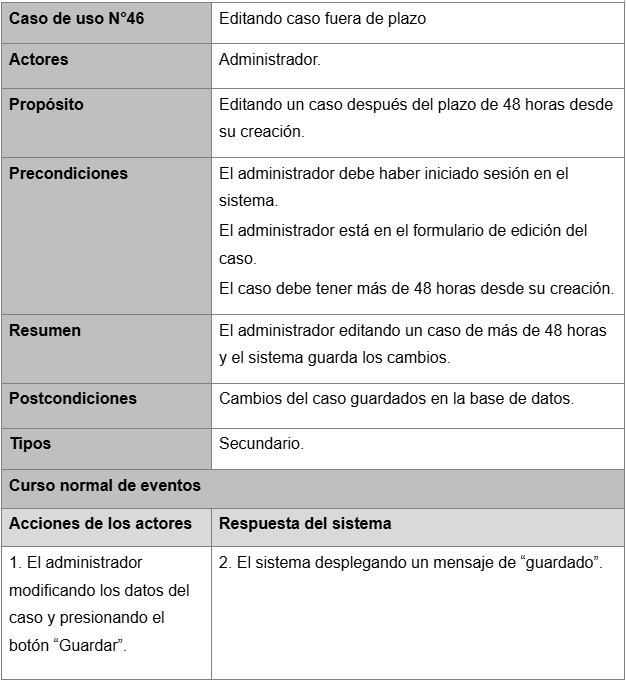 Caso de uso N°46
Editando caso fuera de plazo
Actores
Administrador.
Propósito
Editando un caso después del plazo de 48 horas desde
su creación.
Precondiciones
El administrador debe haber iniciado sesión en el
sistema.
El administrador está en el formulario de edición del
caso.
El caso debe tener más de 48 horas desde su creación.
Resumen
El administrador editando un caso de más de 48 horas
y el sistema guarda los cambios.
Postcondiciones
Cambios del caso guardados en la base de datos.
Tipos
Secundario.
Curso normal de eventos
Acciones de los actores
Respuesta del sistema
1. El administrador
modificando los datos del
caso y presionando el
botón “Guardar”.
2. El sistema desplegando un mensaje de “guardado”.